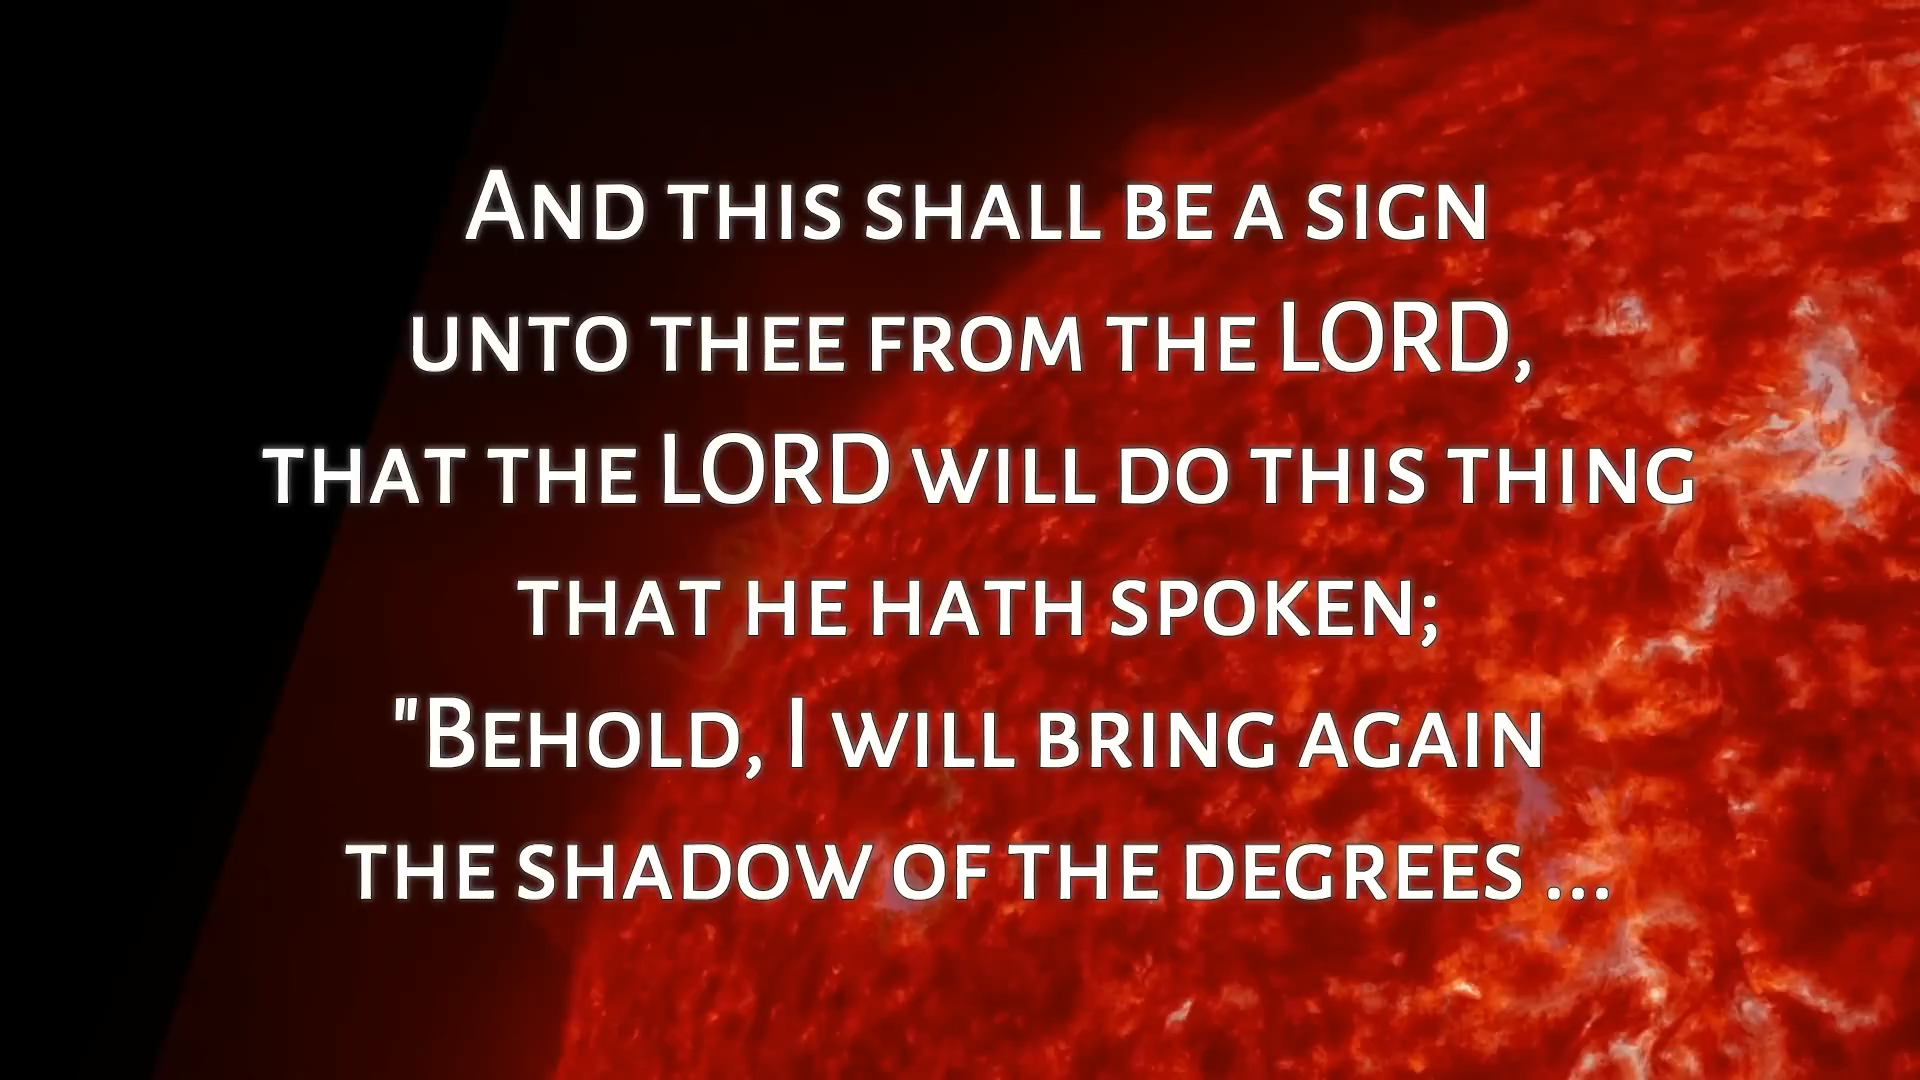 And this shall be a sign
unto thee from the LORD,
that the LORD will do this thing
that he hath spoken;
"Behold, I will bring again
the shadow of the degrees ...